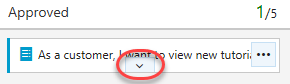 Approved 1/5
As a customer, I want to view new tutori